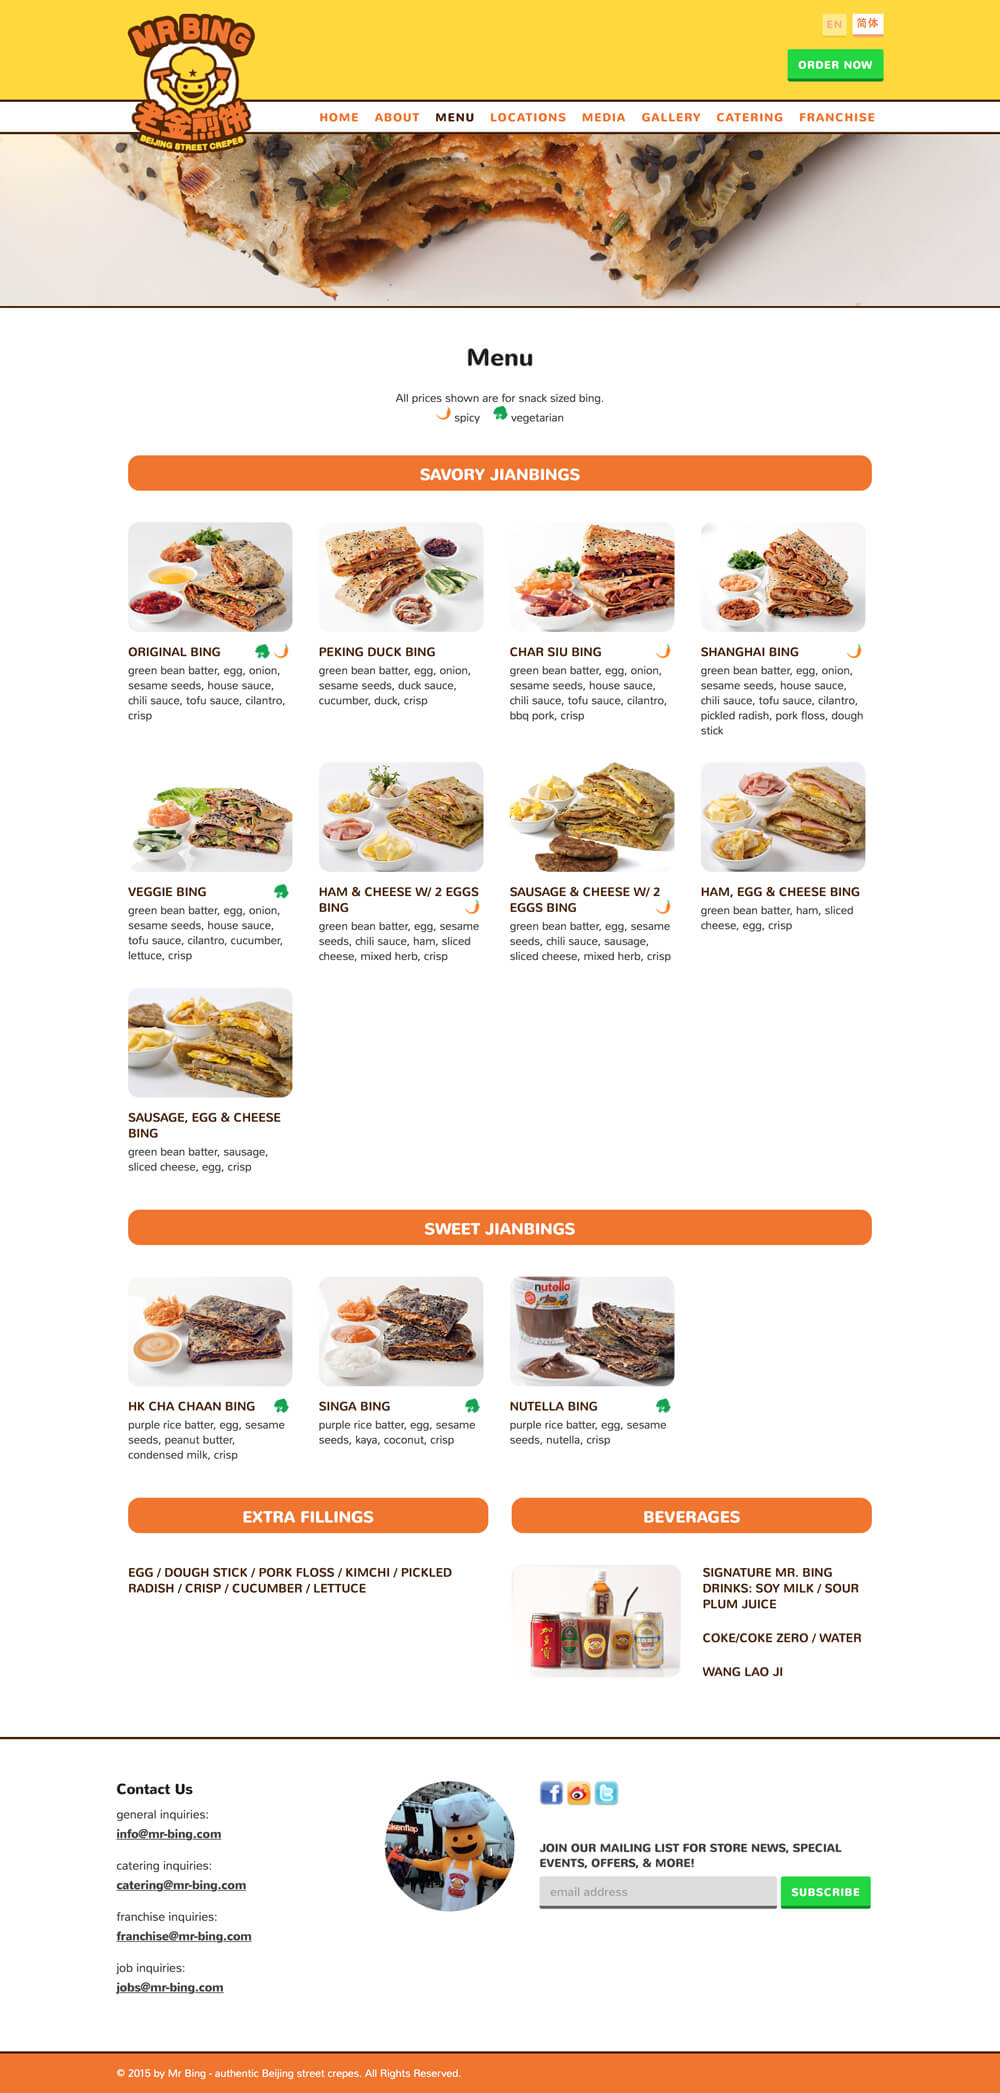 MR BING
老金煎饼
BEIJING STREET CREPES
EN 简体
ORDER NOW
HOME ABOUT MENU LOCATIONS MEDIA GALLERY CATERING FRANCHISE
Menu
All prices shown are for snack sized bing.
spicy vegetarian
SAVORY JIANBINGS
ORIGINAL BING
green bean batter, egg, onion,
sesame seeds, house sauce,
chili sauce, tofu sauce, cilantro,
crisp
PEKING DUCK BING
green bean batter, egg, onion,
sesame seeds, duck sauce,
cucumber, duck, crisp
CHAR SIU BING
green bean batter, egg, onion,
sesame seeds, house sauce,
chili sauce, tofu sauce, cilantro,
bbq pork, crisp
SHANGHAI BING
green bean batter, egg, onion,
sesame seeds, house sauce,
chili sauce, tofu sauce, cilantro,
pickled radish, pork floss, dough
stick
VEGGIE BING
green bean batter, egg, onion,
sesame seeds, house sauce,
tofu sauce, cilantro, cucumber,
lettuce, crisp
HAM & CHEESE W/ 2 EGGS
BING
green bean batter, egg, sesame
seeds, chili sauce, ham, sliced
cheese, mixed herb, crisp
SAUSAGE & CHEESE W/ 2
EGGS BING
green bean batter, egg, sesame
seeds, chili sauce, sausage,
sliced cheese, mixed herb, crisp
HAM, EGG & CHEESE BING
green bean batter, ham, sliced
cheese, egg, crisp
SAUSAGE, EGG & CHEESE
BING
green bean batter, sausage,
sliced cheese, egg, crisp
SWEET JIANBINGS
nutella
HK CHA CHAAN BING
purple rice batter, egg, sesame
seeds, peanut butter,
condensed milk, crisp
SINGA BING
purple rice batter, egg, sesame
seeds, kaya, coconut, crisp
NUTELLA BING
purple rice batter, egg, sesame
seeds, nutella, crisp
EXTRA FILLINGS
EGG / DOUGH STICK / PORK FLOSS / KIMCHI / PICKLED
RADISH / CRISP / CUCUMBER / LETTUCE
BEVERAGES
SIGNATURE MR. BING
DRINKS: SOY MILK / SOUR
PLUM JUICE
COKE/COKE ZERO / WATER
WANG LAO JI
Contact Us
general inquiries:
info@mr-bing.com
catering inquiries:
catering@mr-bing.com
franchise inquiries:
franchise@mr-bing.com
job inquiries:
jobs@mr-bing.com
JOIN OUR MAILING LIST FOR STORE NEWS, SPECIAL
EVENTS, OFFERS, & MORE!
email address
SUBSCRIBE
© 2015 by Mr Bing - authentic Beijing street crepes. All Rights Reserved.